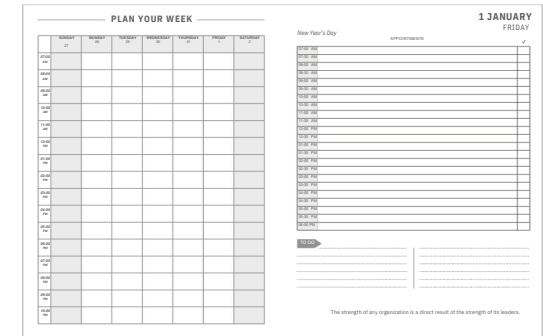 PLAN YOUR WEEK
SUNDAY MONDAY TUESDAY WEDNESDAY THURSDAY FRIDAY SATURDAY
27 28 29 30 31 1 2
07:00
AM
08:00
AM
09:00
AM
10:00
AM
11:00
AM
12:00
PM
01:00
PM
02:00
PM
03:00
PM
04:00
PM
05:00
PM
06:00
PM
07:00
PM
08:00
PM
09:00
PM
10:00
PM
1 JANUARY
FRIDAY
New Year's Day
APPOINTMENTS
07:00 AM
07:30 AM
08:00 AM
08:30 AM
09:00 AM
09:30 AM
10:00 AM
10:30 AM
11:00 AM
11:30 AM
12:00 PM
12:30 PM
01:00 PM
01:30 PM
02:00 PM
02:30 PM
03:00 PM
03:30 PM
04:00 PM
04:30 PM
05:00 PM
05:30 PM
06:00 PM
TO DO
The strength of any organization is a direct result of the strength of its leaders.